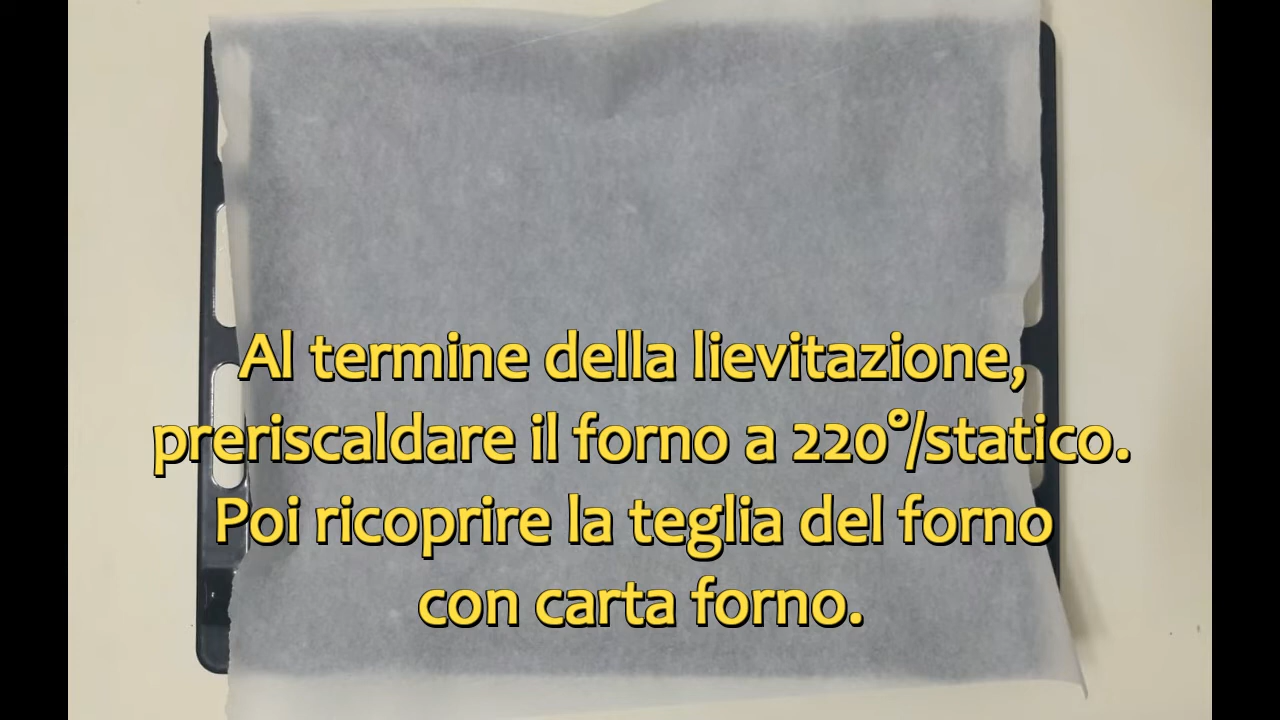 Al termine della lievitazione,
preriscaldare il forno a 220°/statico.
Poi ricoprire la teglia del forno
con carta forno.